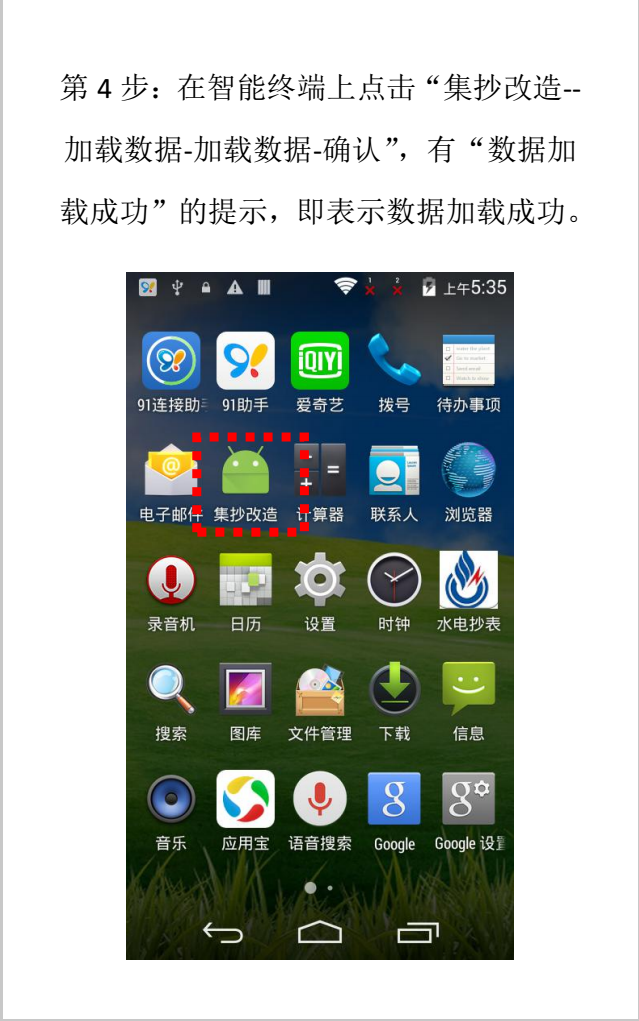 第 4 步：在智能终端上点击“集抄改造--
加载数据-加载数据-确认”，有“数据加
载成功”的提示，即表示数据加载成功。
1 2 上午5:35
iQIYI
91连接助手 91助手 爱奇艺 拨号 待办事项
电子邮件 集抄改造 计算器 联系人 浏览器
录音机 日历 设置 时钟 水电抄表
搜索 图库 文件管理 下载 信息
8 8
音乐 应用宝 语音搜索 Google Google 设置